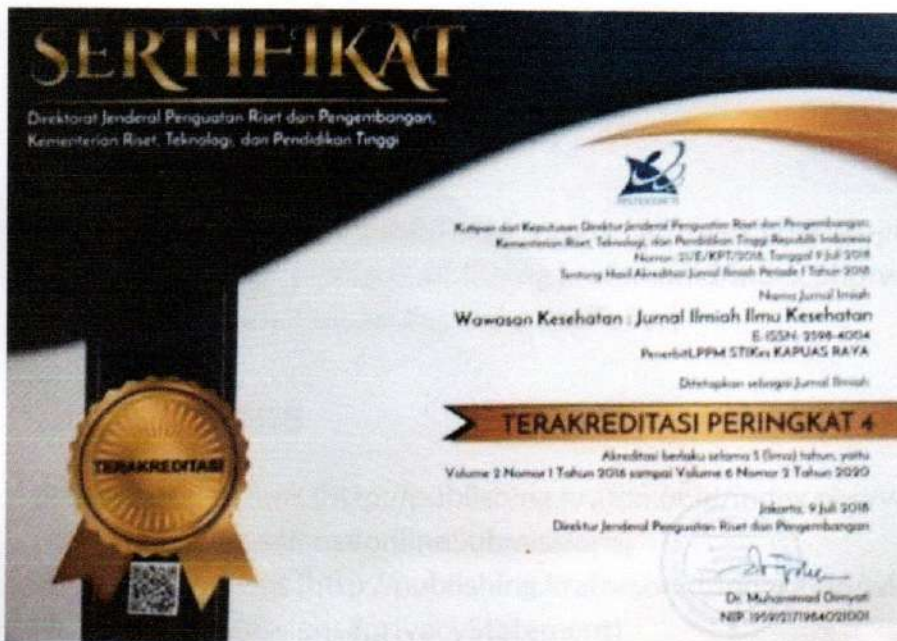 SERTIFIKAT
Direktorat Jenderal Penguatan Riset dan Pengembangan,
Kementerian Riset, Teknologi, dan Pendidikan Tinggi
RISTEKDIKTI
Kutipan dari Keputusan Direktur Jenderal Penguatan Riset dan Pengembangan,
Kementerian Riset, Teknologi, dan Pendidikan Tinggi Republik Indonesia
Nomor: 21/E/KPT/2018, Tanggal 9 Juli 2018
Tentang Hasil Akreditasi Jurnal Ilmiah Periode 1 Tahun 2018
Nama Jurnal Ilmiah
Wawasan Kesehatan : Jurnal Ilmiah Ilmu Kesehatan
E-ISSN: 2598-4004
Penerbit:LPPM STIKes KAPUAS RAYA
Ditetapkan sebagai Jurnal Ilmiah
TERAKREDITASI PERINGKAT 4
Akreditasi berlaku selama 5 (lima) tahun, yaitu
Volume 2 Nomor 1 Tahun 2016 sampai Volume 6 Nomor 2 Tahun 2020
Jakarta, 9 Juli 2018
Direktur Jenderal Penguatan Riset dan Pengembangan
Dr. Muhammad Dimyati
NIP. 195912171984021001
TERAKREDITASI